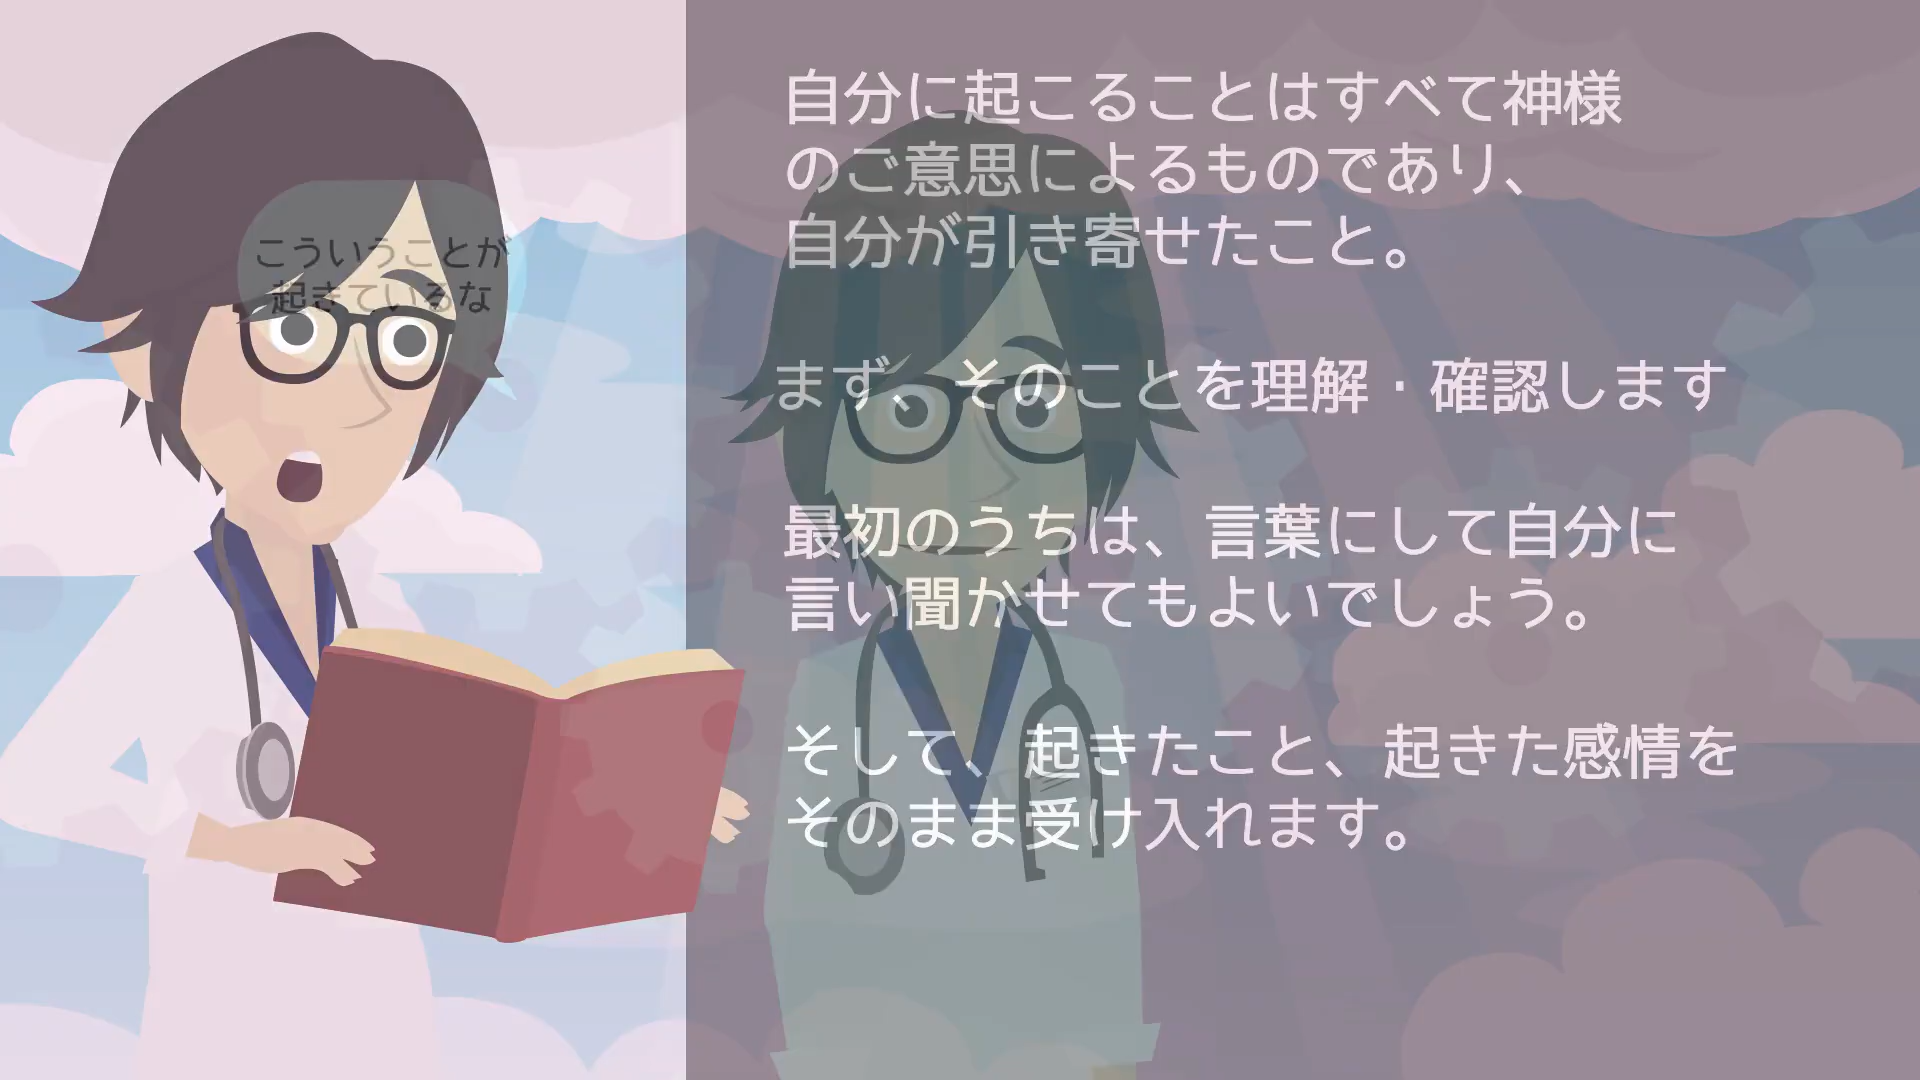 こういうことが
起きているな
自分に起こることはすべて神様
のご意思によるものであり、
自分が引き寄せたこと。
まず、そのことを理解・確認します
最初のうちは、言葉にして自分に
言い聞かせてもよいでしょう。
そして、起きたこと、起きた感情を
そのまま受け入れます。